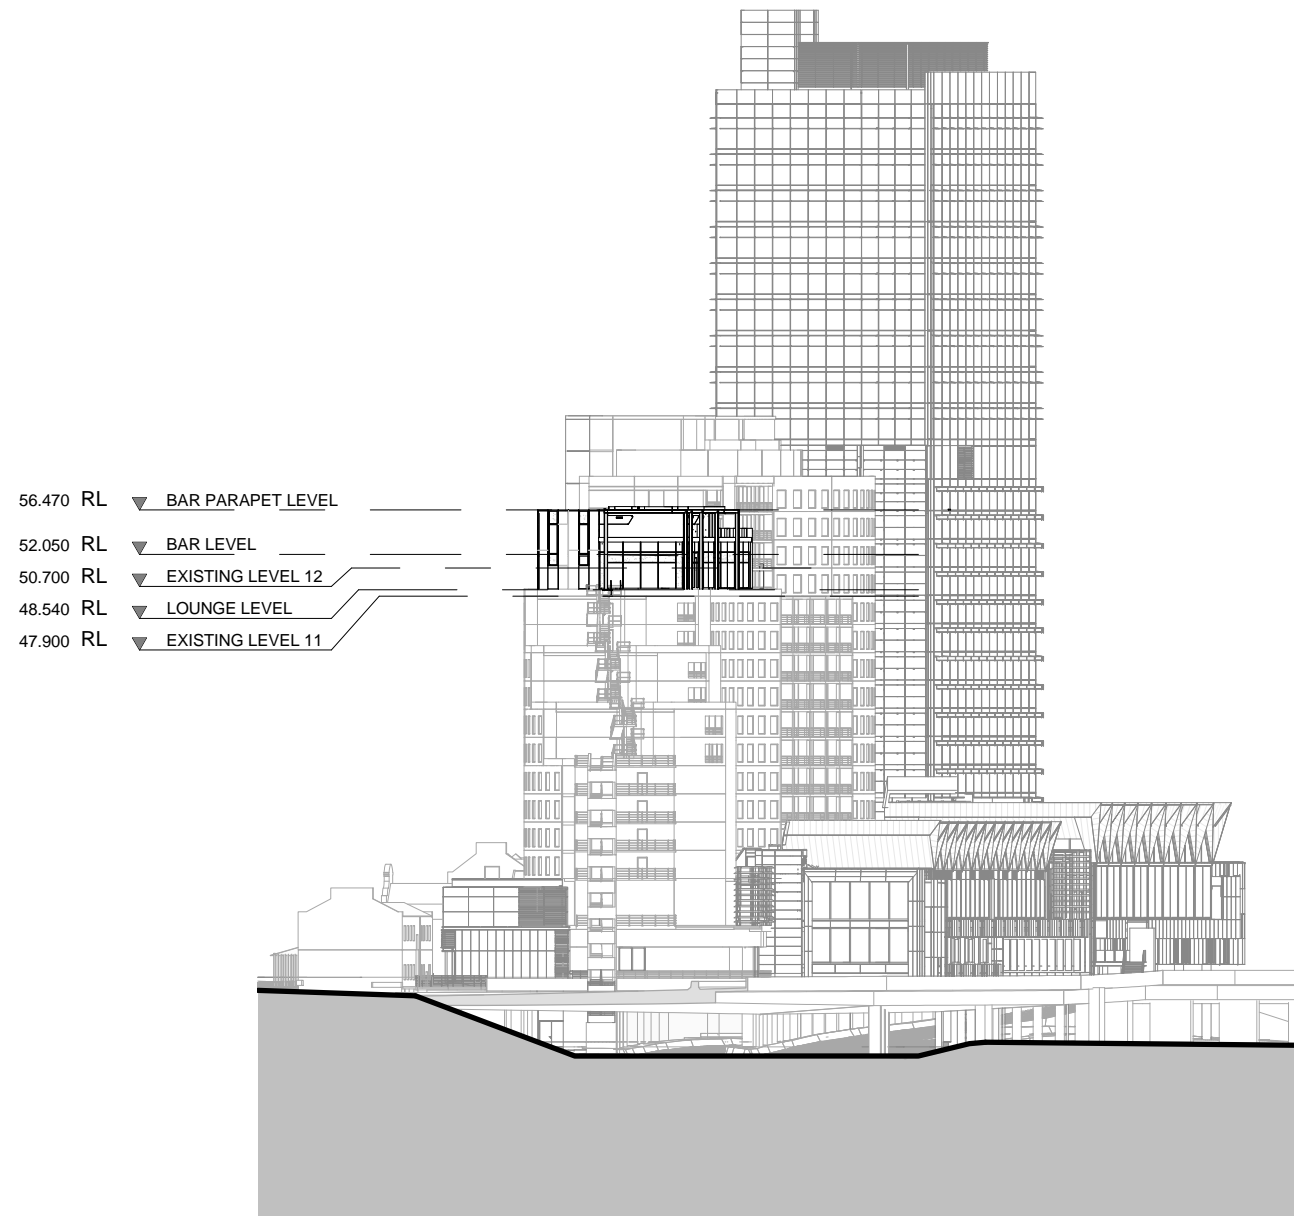 56.470 RL BAR PARAPET LEVEL
52.050 RL BAR LEVEL
50.700 RL EXISTING LEVEL 12
48.540 RL LOUNGE LEVEL
47.900 RL EXISTING LEVEL 11